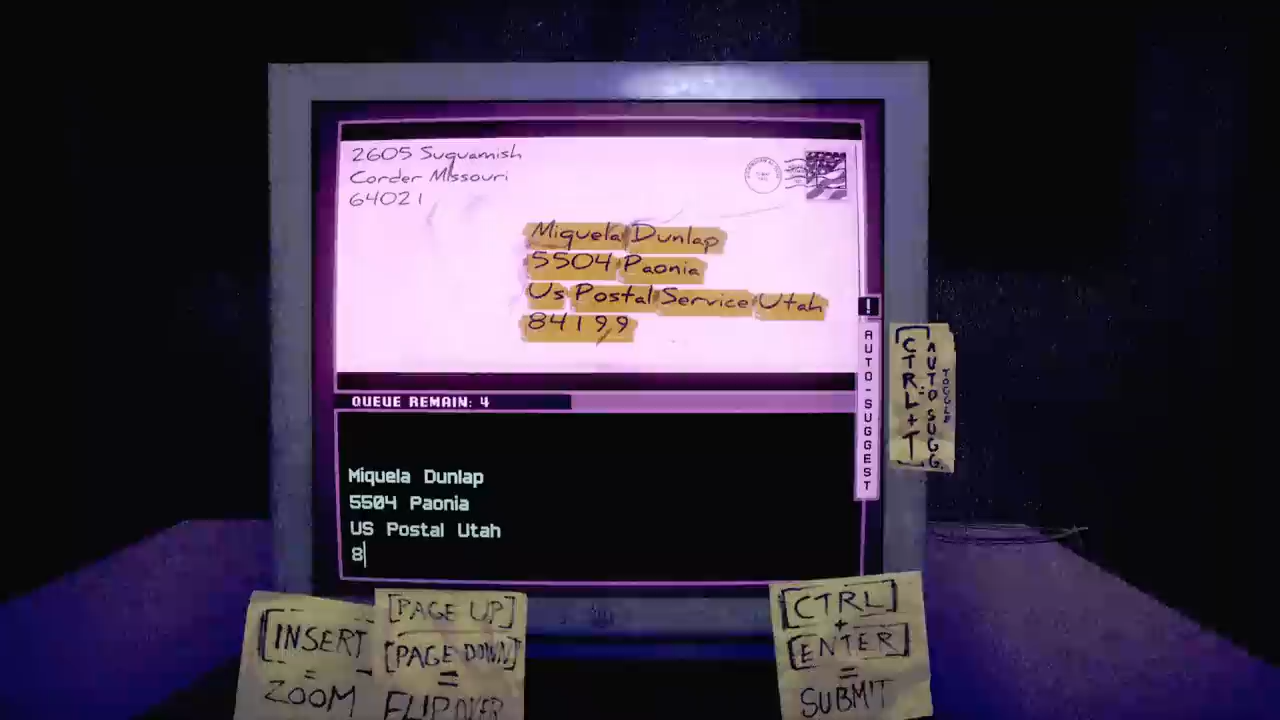 2605 Suquamish
Corder Missouri
64021
Miquela Dunlap
5504 Paonia
Us Postal Service Utah
84199
!
AUTO-SUGGEST
CTRL+T
AUTO SUGG.
TOGGLE
QUEUE REMAIN: 4
Miquela Dunlap
5504 Paonia
US Postal Utah
8
[INSERT
=
ZOOM
[PAGE UP]
[PAGE DOWN]
=
FLIPOVER
[CTRL]
+
[ENTER]
=
SUBMIT